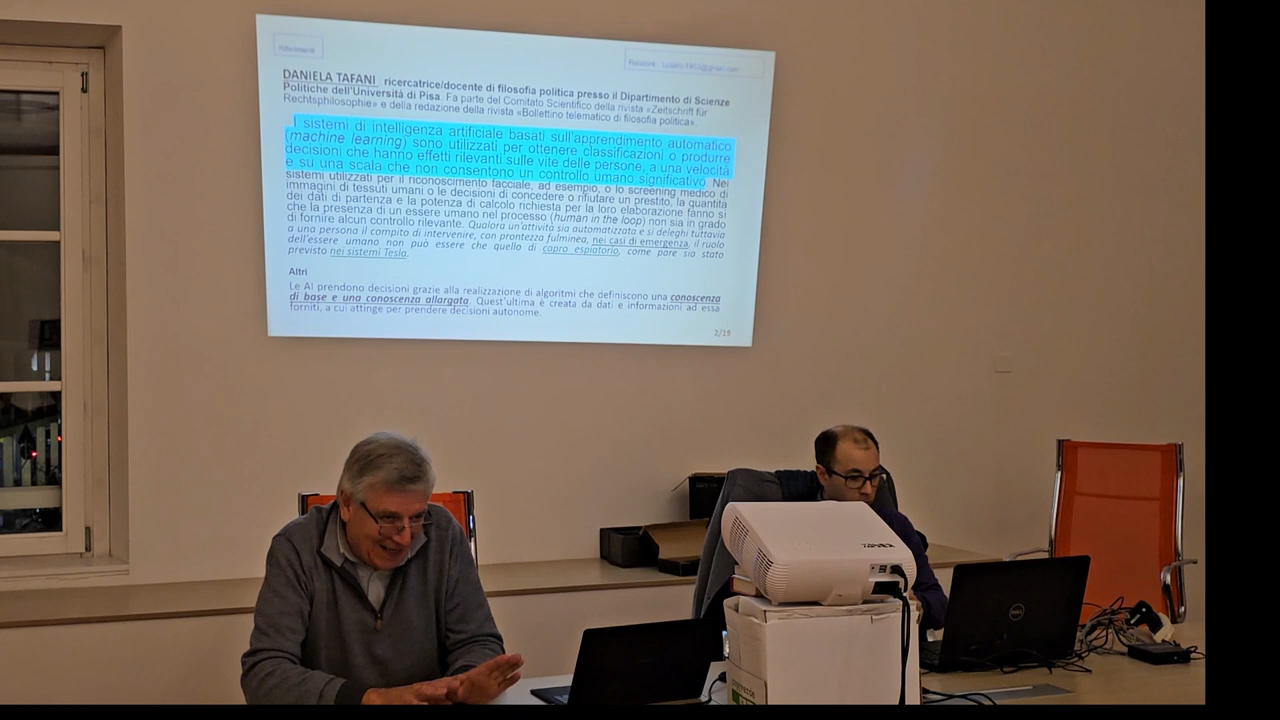 Riferimenti
DANIELA TAFANI ricercatrice/docente di filosofia politica presso il Dipartimento di Scienze
Politiche dell'Università di Pisa. Fa parte del Comitato Scientifico della rivista «Zeitschrift für
Rechtsphilosophie» e della redazione della rivista «Bollettino telematico di filosofia politica».
I sistemi di intelligenza artificiale basati sull'apprendimento automatico
(machine learning) sono utilizzati per ottenere classificazioni o produrre
decisioni che hanno effetti rilevanti sulle vite delle persone, a una velocità
e su una scala che non consentono un controllo umano significativo. Nei
sistemi utilizzati per il riconoscimento facciale, ad esempio, o lo screening medico di
immagini di tessuti umani o le decisioni di concedere o rifiutare un prestito, la quantità
dei dati di partenza e la potenza di calcolo richiesta per la loro elaborazione fanno sì
che la presenza di un essere umano nel processo (human in the loop) non sia in grado
di fornire alcun controllo rilevante. Qualora un'attività sia automatizzata e si deleghi tuttavia
a una persona il compito di intervenire, con prontezza fulminea, nei casi di emergenza, il ruolo
dell'essere umano non può essere che quello di capro espiatorio, come pare sia stato
previsto nei sistemi Tesla.
Altri
Le AI prendono decisioni grazie alla realizzazione di algoritmi che definiscono una conoscenza
di base e una conoscenza allargata. Quest'ultima è creata da dati e informazioni ad essa
forniti, a cui attinge per prendere decisioni autonome.
2/19
DELL